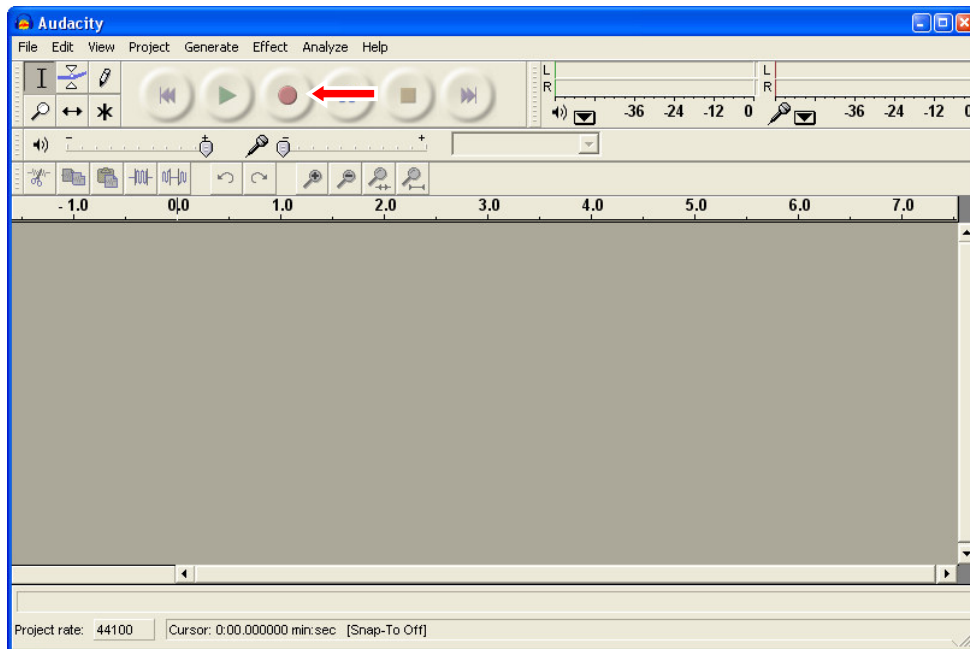 Audacity
File Edit View Project Generate Effect Analyze Help
L
R
-36 -24 -12 0
L
R
-36 -24 -12 0
- +
- +
- 1.0 0.0 1.0 2.0 3.0 4.0 5.0 6.0 7.0
Project rate: 44100 Cursor: 0:00.000000 min:sec [Snap-To Off]